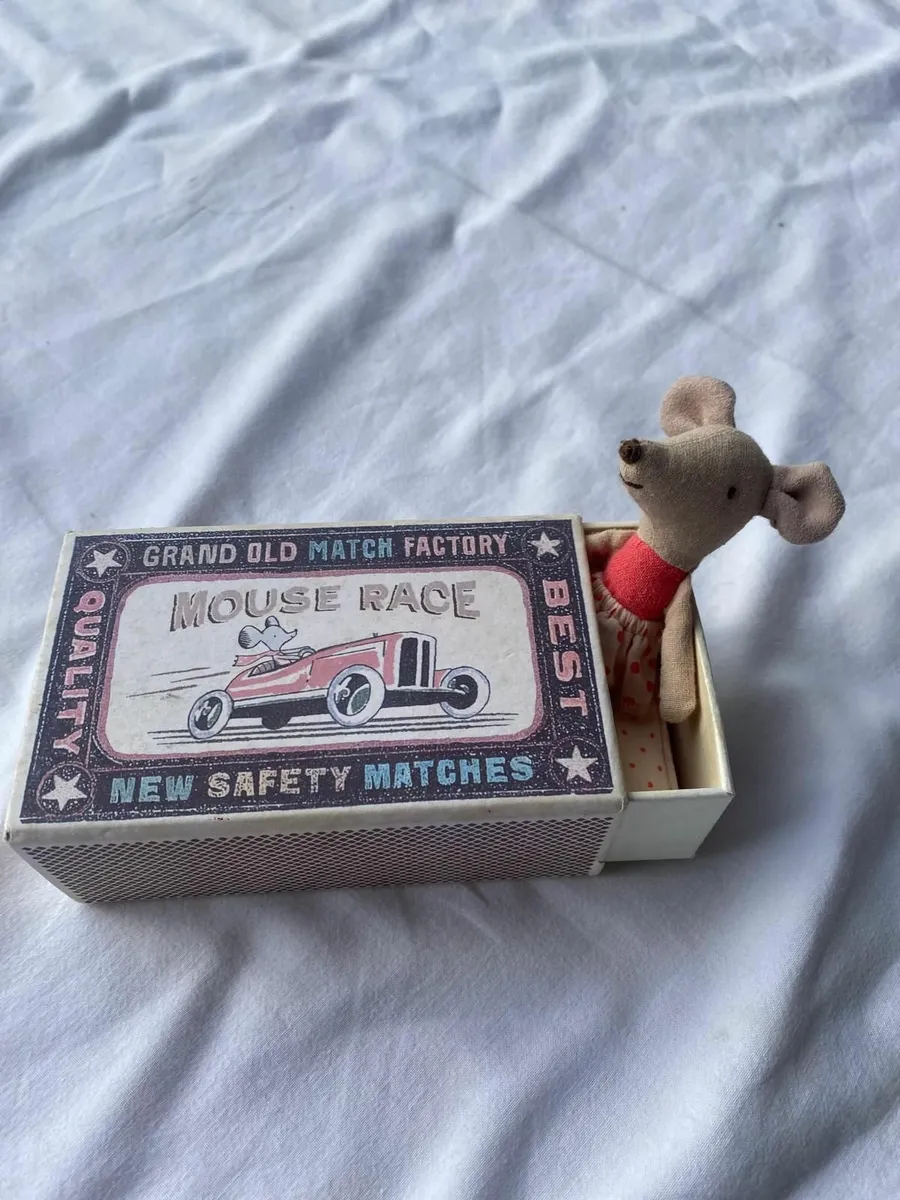 GRAND OLD MATCH FACTORY
MOUSE RACE
QUALITY
BEST
NEW SAFETY MATCHES